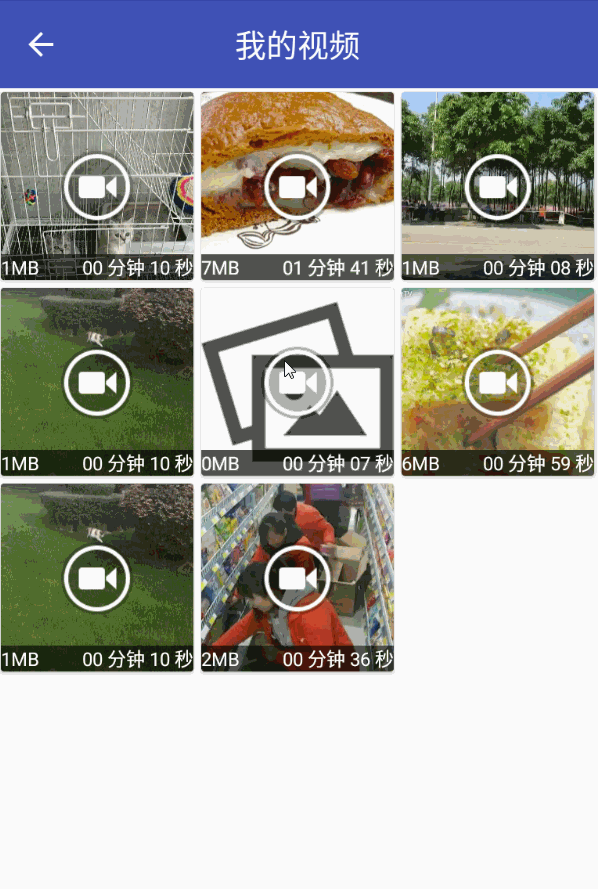 我的视频
1MB 00 分钟 10 秒
7MB 01 分钟 41 秒
1MB 00 分钟 08 秒
1MB 00 分钟 10 秒
0MB 00 分钟 07 秒
6MB 00 分钟 59 秒
1MB 00 分钟 10 秒
2MB 00 分钟 36 秒